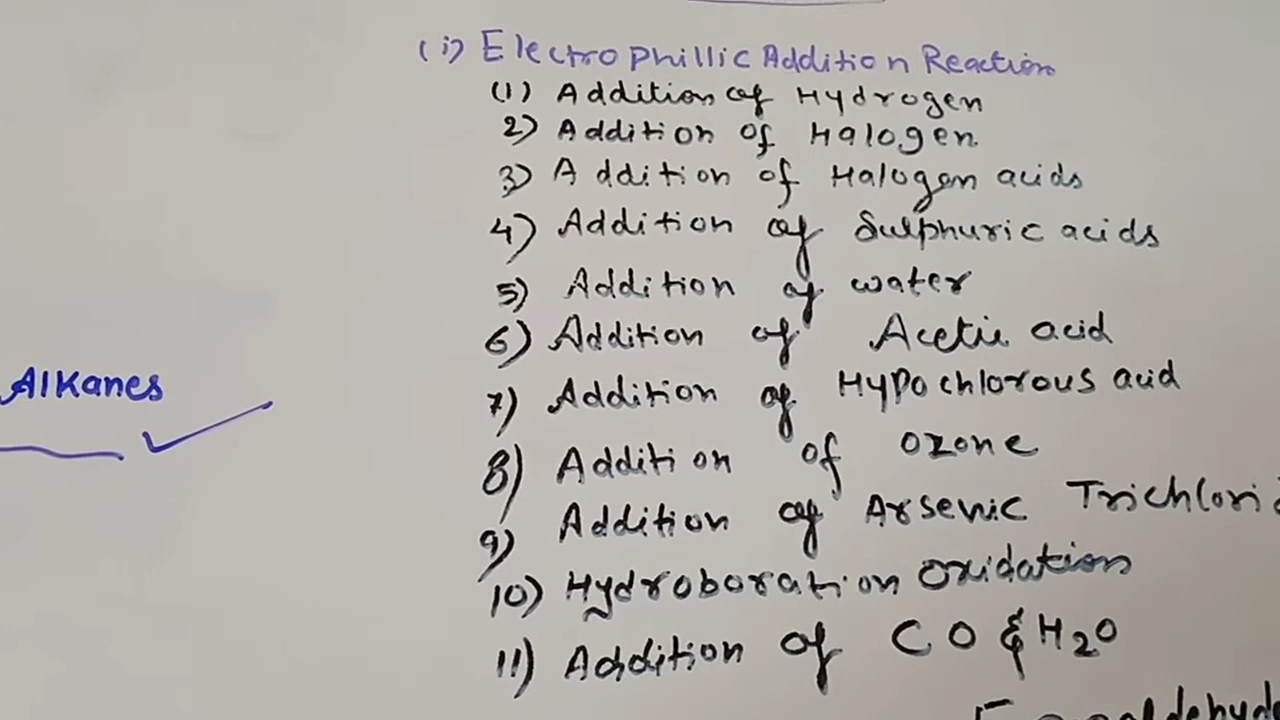 (i) Electrophillic Addition Reaction
(1) Addition of Hydrogen
2) Addition of Halogen
3) Addition of Halogen acids
4) Addition of Sulphuric acids
5) Addition of water
6) Addition of Acetic acid
Alkanes
7) Addition of Hypochlorous acid
8) Addition of ozone
9) Addition of Arsenic Trichlori
10) Hydroboration oxidation
11) Addition of CO & H2O